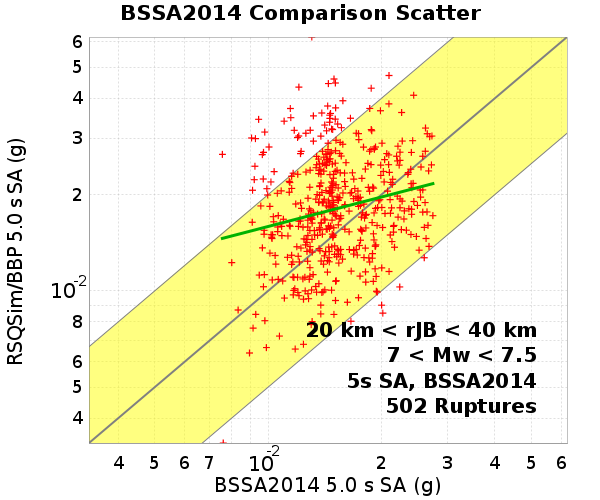 BSSA2014 Comparison Scatter
RSQSim/BBP 5.0 s SA (g)
6
5
4
3
2
10-2
8
6
5
4
20 km < rJB < 40 km
7 < Mw < 7.5
5s SA, BSSA2014
502 Ruptures
4 5 6 7 10-2 2 3 4 5 6
BSSA2014 5.0 s SA (g)